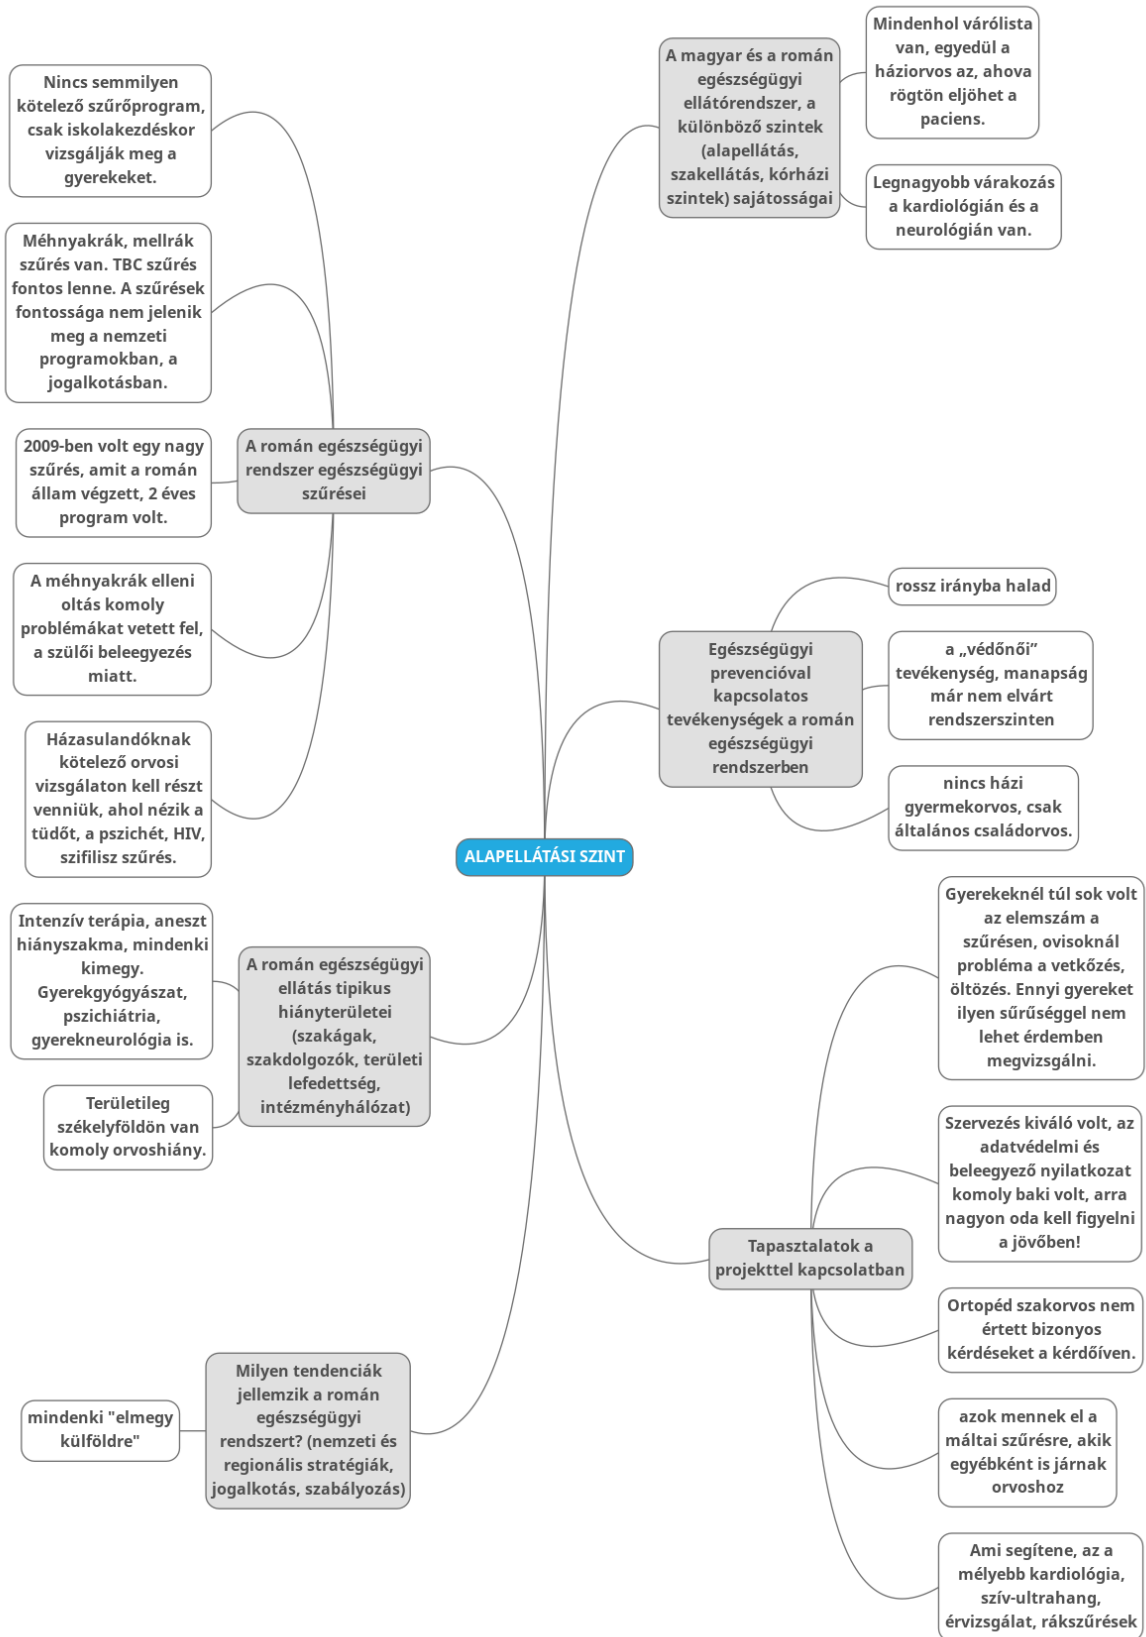 ALAPELLÁTÁSI SZINT
A magyar és a román
egészségügyi
ellátórendszer, a
különböző szintek
(alapellátás,
szakellátás, kórházi
szintek) sajátosságai
Mindenhol várólista
van, egyedül a
háziorvos az, ahova
rögtön eljöhet a
paciens.
Legnagyobb várakozás
a kardiológián és a
neurológián van.
Egészségügyi
prevencióval
kapcsolatos
tevékenységek a román
egészségügyi
rendszerben
rossz irányba halad
a „védőnői”
tevékenység, manapság
már nem elvárt
rendszerszinten
nincs házi
gyermekorvos, csak
általános családorvos.
Tapasztalatok a
projekttel kapcsolatban
Gyerekeknél túl sok volt
az elemszám a
szűrésen, ovisoknál
probléma a vetkőzés,
öltözés. Ennyi gyereket
ilyen sűrűséggel nem
lehet érdemben
megvizsgálni.
Szervezés kiváló volt, az
adatvédelmi és
beleegyező nyilatkozat
komoly baki volt, arra
nagyon oda kell figyelni
a jövőben!
Ortopéd szakorvos nem
értett bizonyos
kérdéseket a kérdőíven.
azok mennek el a
máltai szűrésre, akik
egyébként is járnak
orvoshoz
Ami segítene, az a
mélyebb kardiológia,
szív-ultrahang,
érvizsgálat, rákszűrések
A román egészségügyi
rendszer egészségügyi
szűrései
Nincs semmilyen
kötelező szűrőprogram,
csak iskolakezdéskor
vizsgálják meg a
gyerekeket.
Méhnyakrák, mellrák
szűrés van. TBC szűrés
fontos lenne. A szűrések
fontossága nem jelenik
meg a nemzeti
programokban, a
jogalkotásban.
2009-ben volt egy nagy
szűrés, amit a román
állam végzett, 2 éves
program volt.
A méhnyakrák elleni
oltás komoly
problémákat vetett fel,
a szülői beleegyezés
miatt.
Házasulandóknak
kötelező orvosi
vizsgálaton kell részt
venniük, ahol nézik a
tüdőt, a pszichét, HIV,
szifilisz szűrés.
A román egészségügyi
ellátás tipikus
hiányterületei
(szakágak,
szakdolgozók, területi
lefedettség,
intézményhálózat)
Intenzív terápia, aneszt
hiányszakma, mindenki
kimegy.
Gyerekgyógyászat,
pszichiátria,
gyerekneurológia is.
Területileg
székelyföldön van
komoly orvoshiány.
Milyen tendenciák
jellemzik a román
egészségügyi
rendszert? (nemzeti és
regionális stratégiák,
jogalkotás, szabályozás)
mindenki "elmegy
külföldre"